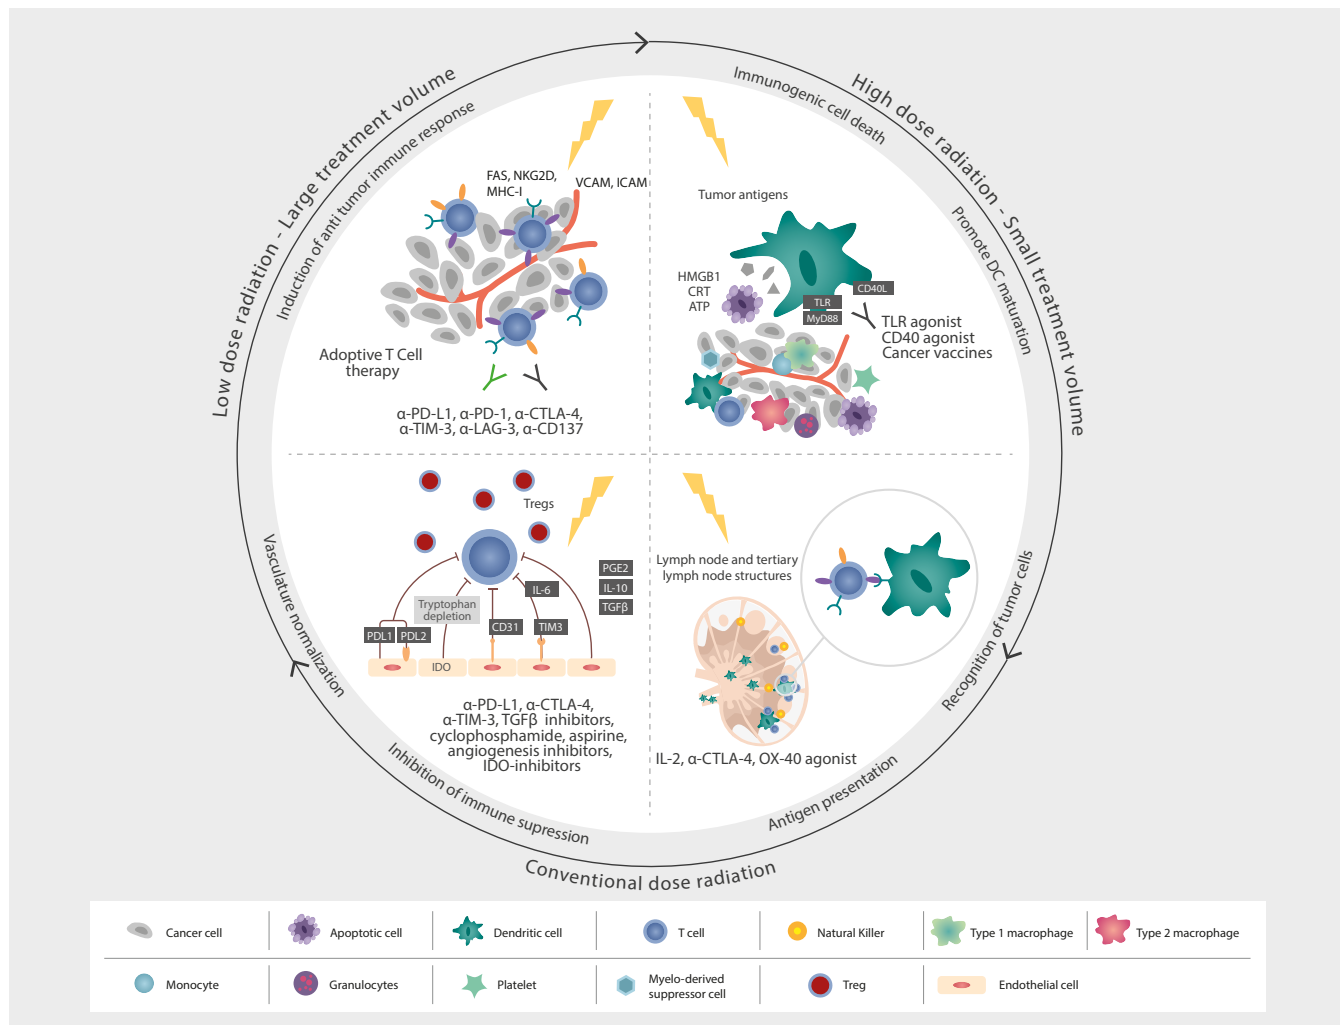 Low dose radiation - Large treatment volume
High dose radiation - Small treatment volume
Conventional dose radiation
Induction of anti tumor immune response
Immunogenic cell death
Promote DC maturation
Recognition of tumor cells
Antigen presentation
Inhibition of immune supression
Vasculature normalization
FAS, NKG2D,
MHC-I
VCAM, ICAM
Adoptive T Cell
therapy
α-PD-L1, α-PD-1, α-CTLA-4,
α-TIM-3, α-LAG-3, α-CD137
Tumor antigens
HMGB1
CRT
ATP
CD40L
TLR
MyD88
TLR agonist
CD40 agonist
Cancer vaccines
Tregs
PGE2
IL-10
TGFβ
IL-6
Tryptophan
depletion
PDL1
PDL2
CD31
TIM3
IDO
α-PD-L1, α-CTLA-4,
α-TIM-3, TGFβ inhibitors,
cyclophosphamide, aspirine,
angiogenesis inhibitors,
IDO-inhibitors
Lymph node and tertiary
lymph node structures
IL-2, α-CTLA-4, OX-40 agonist
Cancer cell
Apoptotic cell
Dendritic cell
T cell
Natural Killer
Type 1 macrophage
Type 2 macrophage
Monocyte
Granulocytes
Platelet
Myelo-derived
suppressor cell
Treg
Endothelial cell